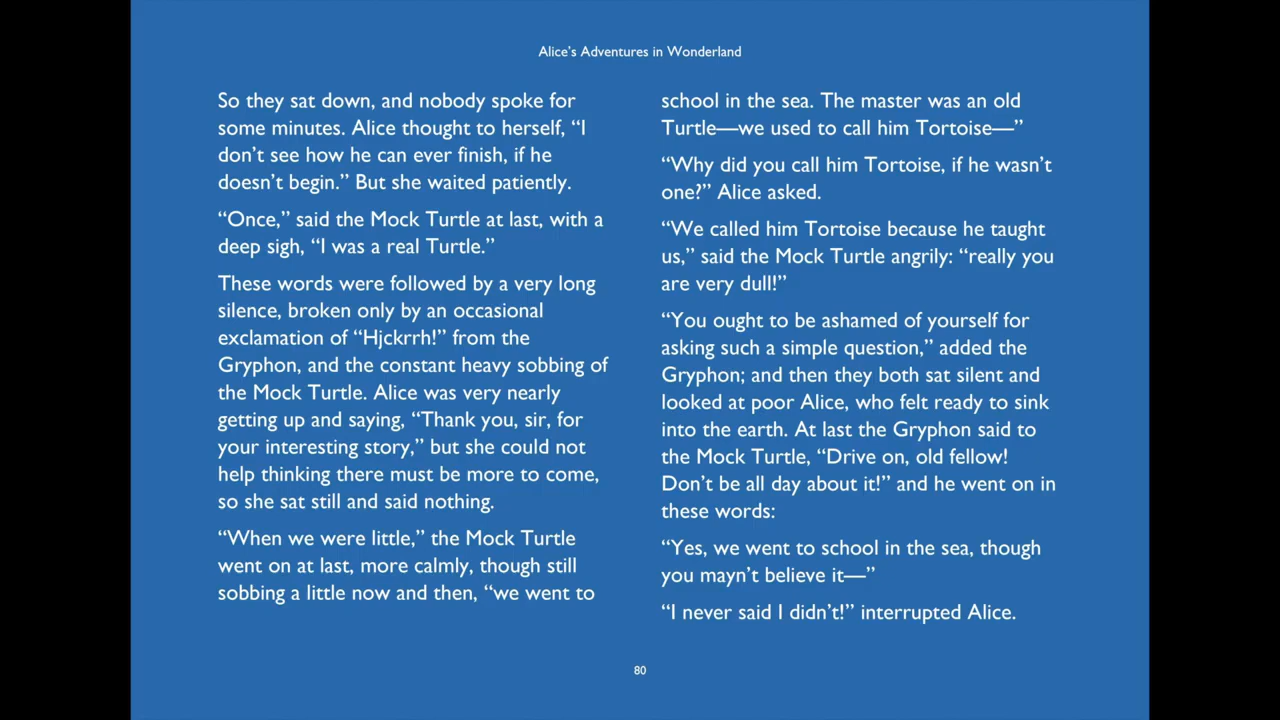 Alice’s Adventures in Wonderland
So they sat down, and nobody spoke for
some minutes. Alice thought to herself, “I
don’t see how he can ever finish, if he
doesn’t begin.” But she waited patiently.
“Once,” said the Mock Turtle at last, with a
deep sigh, “I was a real Turtle.”
These words were followed by a very long
silence, broken only by an occasional
exclamation of “Hjckrrh!” from the
Gryphon, and the constant heavy sobbing of
the Mock Turtle. Alice was very nearly
getting up and saying, “Thank you, sir, for
your interesting story,” but she could not
help thinking there must be more to come,
so she sat still and said nothing.
“When we were little,” the Mock Turtle
went on at last, more calmly, though still
sobbing a little now and then, “we went to
school in the sea. The master was an old
Turtle—we used to call him Tortoise—”
“Why did you call him Tortoise, if he wasn’t
one?” Alice asked.
“We called him Tortoise because he taught
us,” said the Mock Turtle angrily: “really you
are very dull!”
“You ought to be ashamed of yourself for
asking such a simple question,” added the
Gryphon; and then they both sat silent and
looked at poor Alice, who felt ready to sink
into the earth. At last the Gryphon said to
the Mock Turtle, “Drive on, old fellow!
Don’t be all day about it!” and he went on in
these words:
“Yes, we went to school in the sea, though
you mayn’t believe it—”
“I never said I didn’t!” interrupted Alice.
80